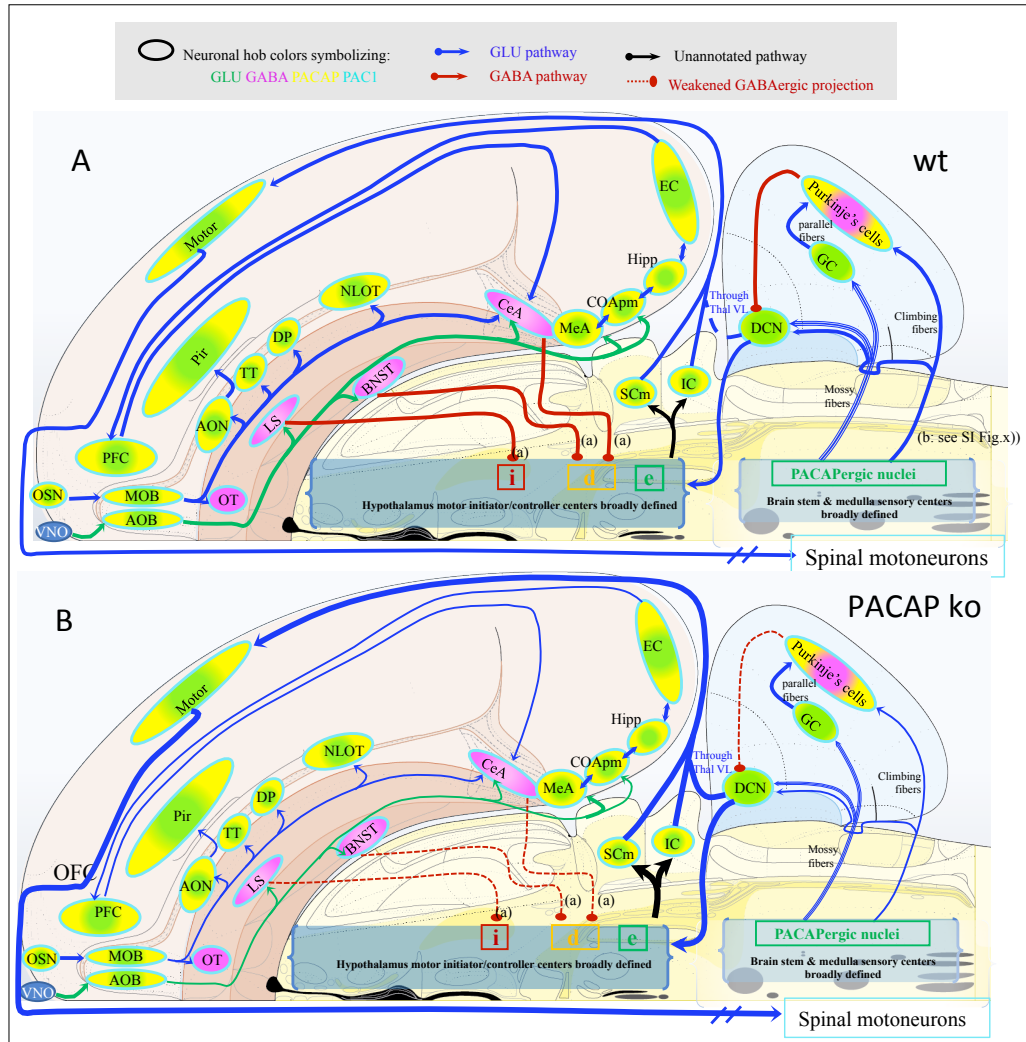 Neuronal hob colors symbolizing:
GLU GABA PACAP PAC1
GLU pathway
GABA pathway
Unannotated pathway
Weakened GABAergic projection
A
wt
Motor
EC
Purkinje's cells
parallel
fibers
GC
Hipp
NLOT
CeA
COApm
MeA
Through
Thal VL
DCN
Climbing
fibers
Pir
DP
TT
BNST
SCm
IC
Mossy
fibers
AON
LS
PFC
(a)
(a)
(a)
(b: see SI Fig.x))
OSN
MOB
OT
i
d
e
PACAPergic nuclei
VNO
AOB
Hypothalamus motor initiator/controller centers broadly defined
Brain stem & medulla sensory centers
broadly defined
Spinal motoneurons
B
PACAP ko
Motor
EC
Purkinje's cells
parallel
fibers
GC
Hipp
NLOT
CeA
COApm
MeA
Through
Thal VL
DCN
Climbing
fibers
Pir
DP
TT
BNST
SCm
IC
Mossy
fibers
OFC
AON
LS
PFC
(a)
(a)
(a)
OSN
MOB
OT
i
d
e
PACAPergic nuclei
VNO
AOB
Hypothalamus motor initiator/controller centers broadly defined
Brain stem & medulla sensory centers
broadly defined
Spinal motoneurons